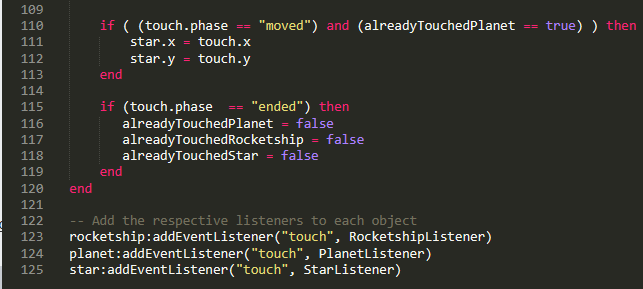 109
110 if ( (touch.phase == "moved") and (alreadyTouchedPlanet == true) ) then
111 star.x = touch.x
112 star.y = touch.y
113 end
114
115 if (touch.phase  == "ended") then
116 alreadyTouchedPlanet = false
117 alreadyTouchedRocketship = false
118 alreadyTouchedStar = false
119 end
120 end
121
122 -- Add the respective listeners to each object
123 rocketship:addEventListener("touch", RocketshipListener)
124 planet:addEventListener("touch", PlanetListener)
125 star:addEventListener("touch", StarListener)